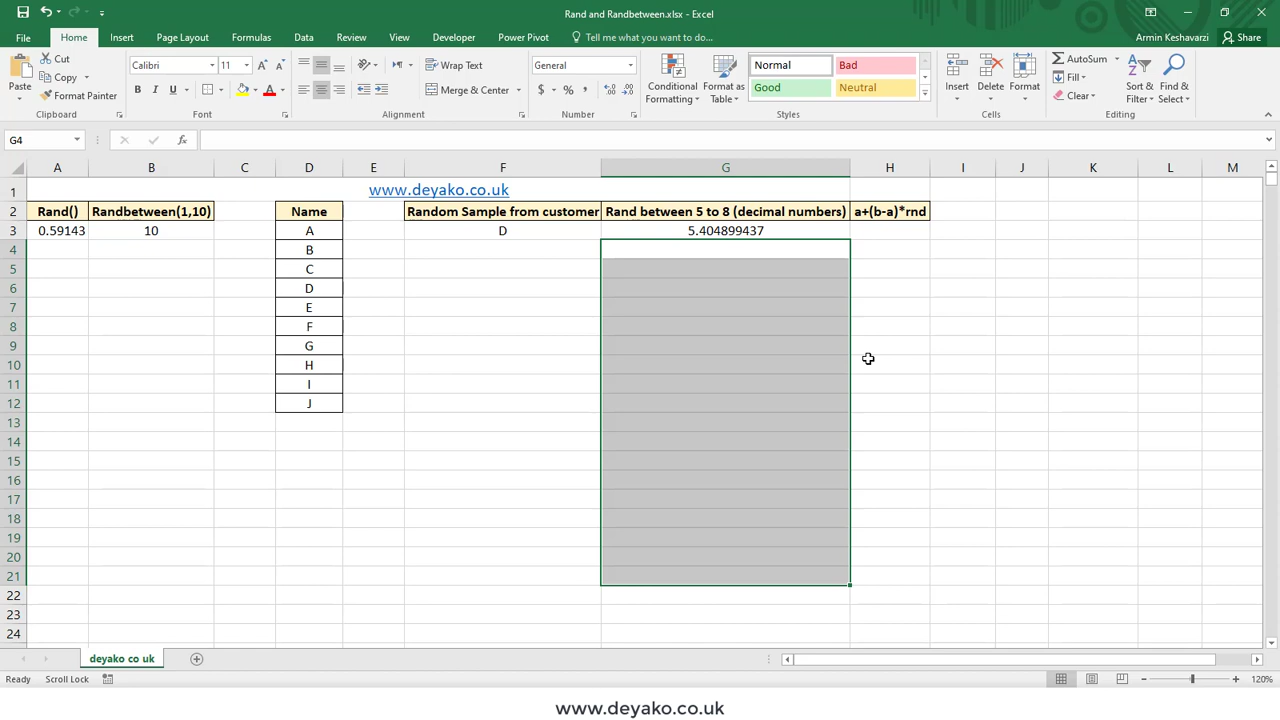 Rand and Randbetween.xlsx - Excel
File Home Insert Page Layout Formulas Data Review View Developer Power Pivot Tell me what you want to do... Armin Keshavarzi Share
Cut
Copy
Format Painter
Paste
Clipboard
Calibri 11
B I U
Font
Wrap Text
Merge & Center
Alignment
General
$ % ,
Number
Conditional Formatting
Format as Table
Normal Bad
Good Neutral
Styles
Insert Delete Format
Cells
AutoSum
Fill
Clear
Sort & Filter
Find & Select
Editing
G4 fx
A B C D E F G H I J K L M
1 www.deyako.co.uk
2 Rand() Randbetween(1,10) Name Random Sample from customer Rand between 5 to 8 (decimal numbers) a+(b-a)*rnd
3 0.59143 10 A D 5.404899437
4 B
5 C
6 D
7 E
8 F
9 G
10 H
11 I
12 J
13
14
15
16
17
18
19
20
21
22
23
24
deyako co uk
Ready Scroll Lock 120%
www.deyako.co.uk